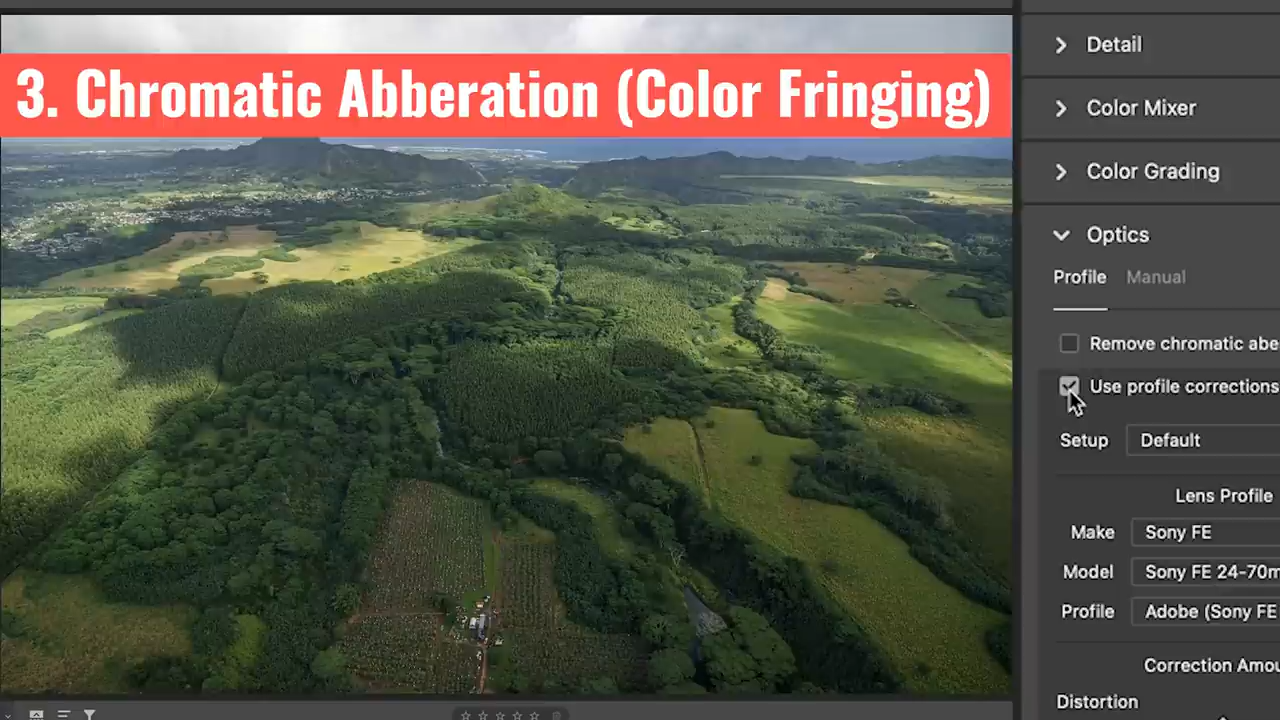 3. Chromatic Abberation (Color Fringing)
Detail
Color Mixer
Color Grading
Optics
Profile Manual
Remove chromatic abe
Use profile corrections
Setup Default
Lens Profile
Make Sony FE
Model Sony FE 24-70m
Profile Adobe (Sony FE
Correction Amou
Distortion